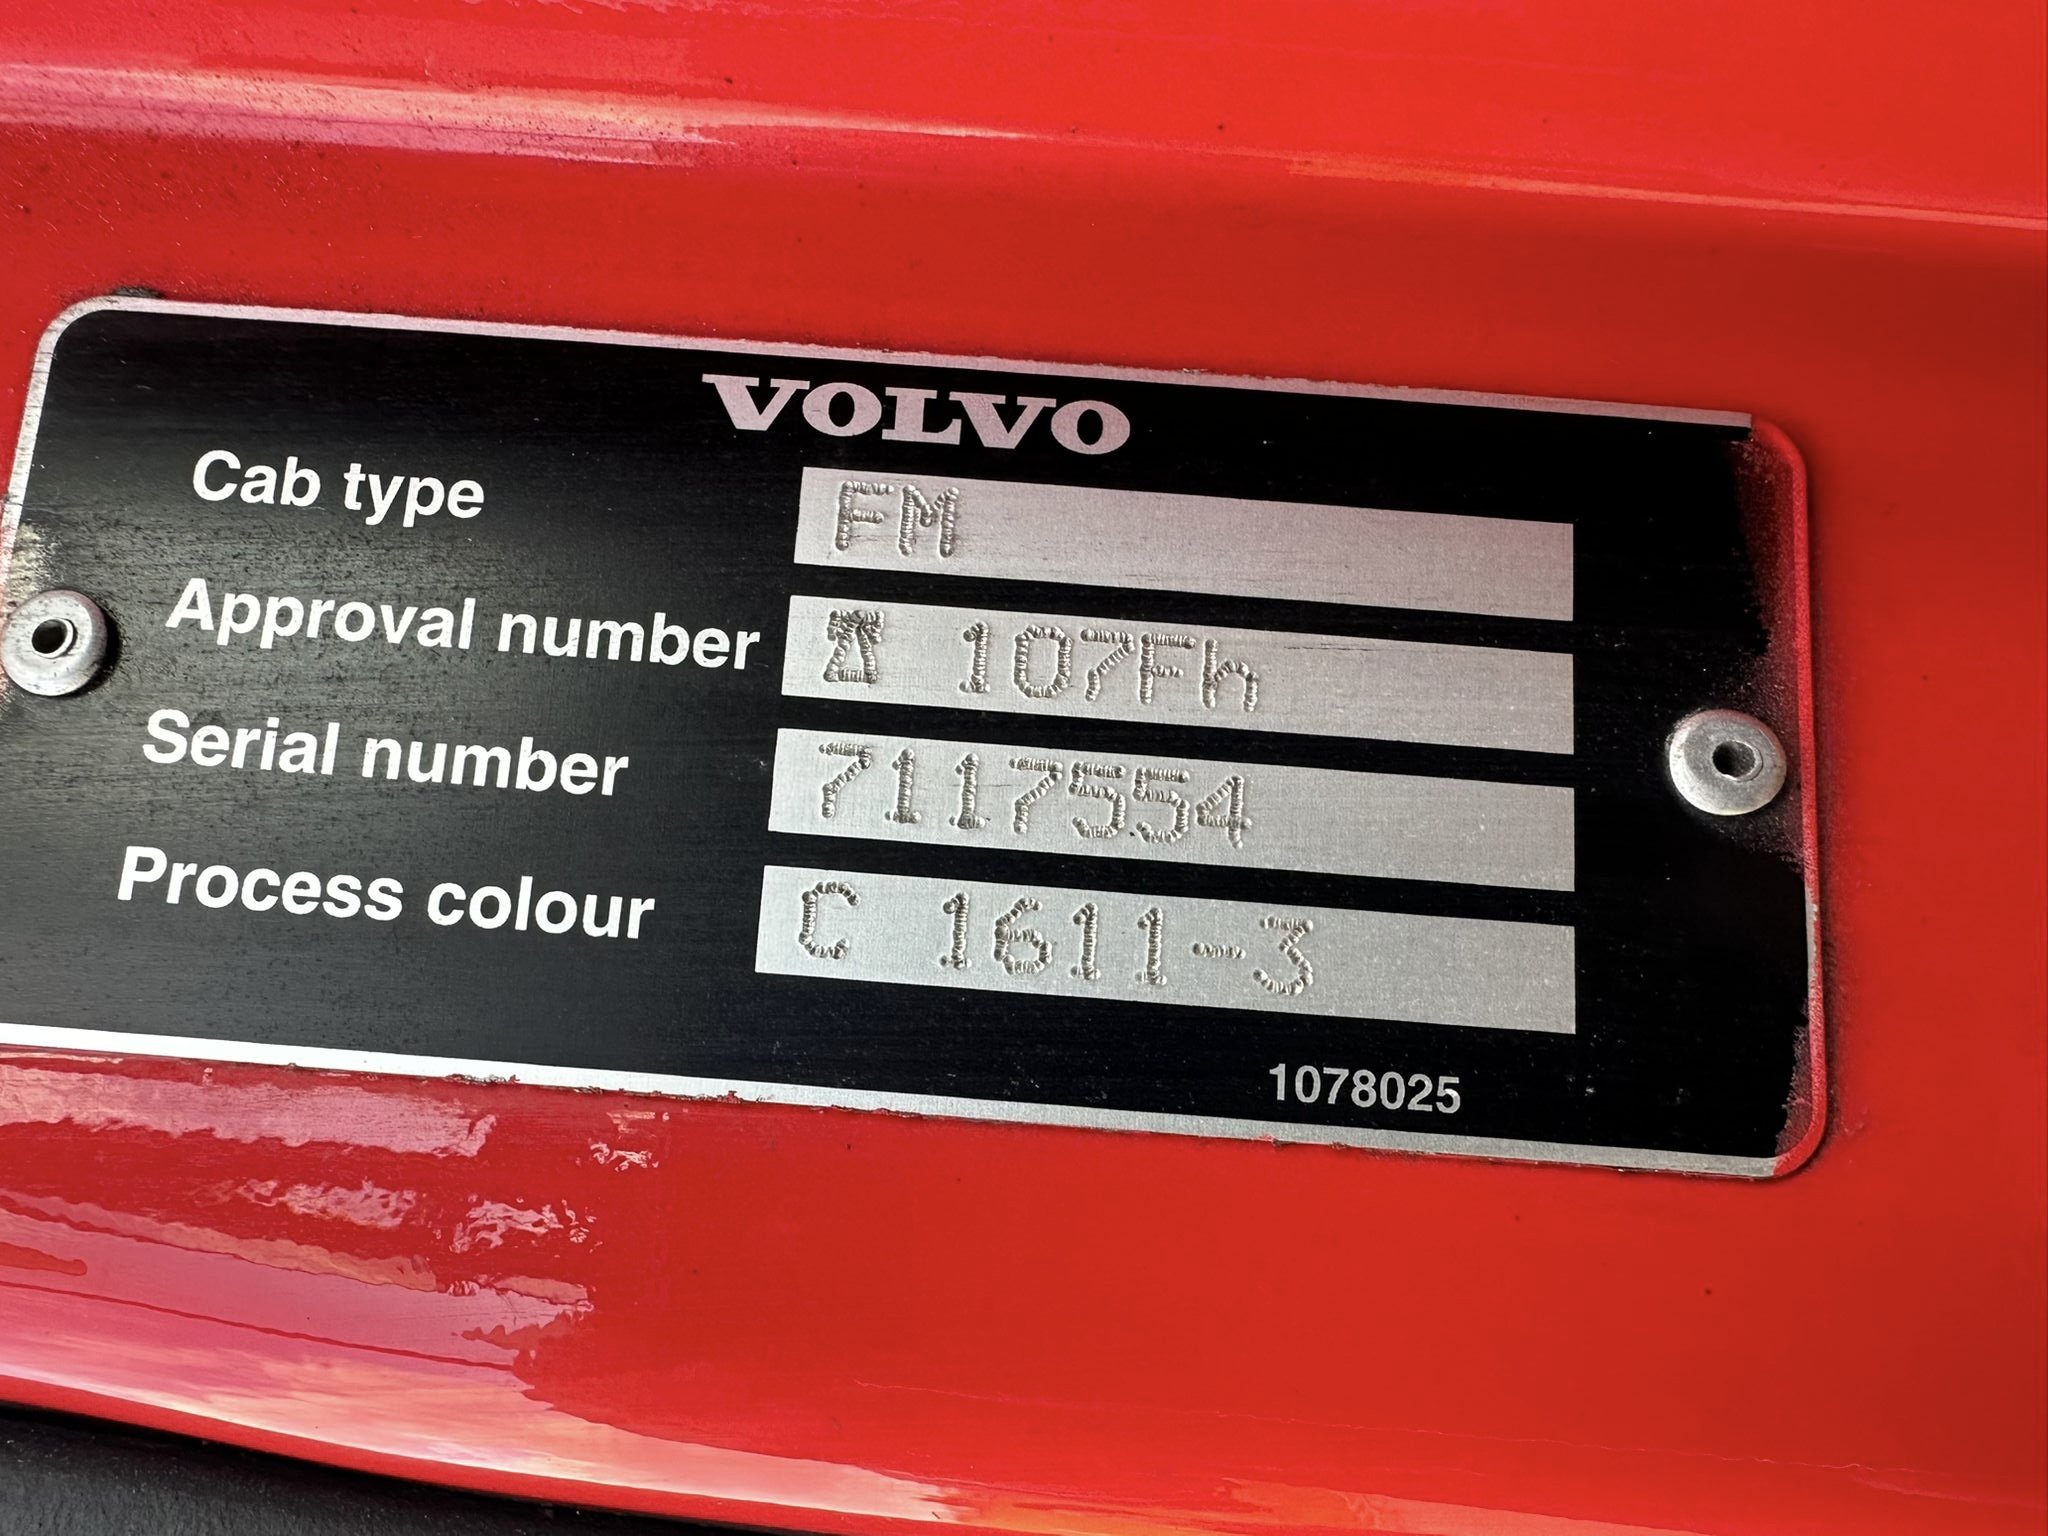 VOLVO
Cab type FM
Approval number 107Fh
Serial number 7117554
Process colour C 1611-3
1078025